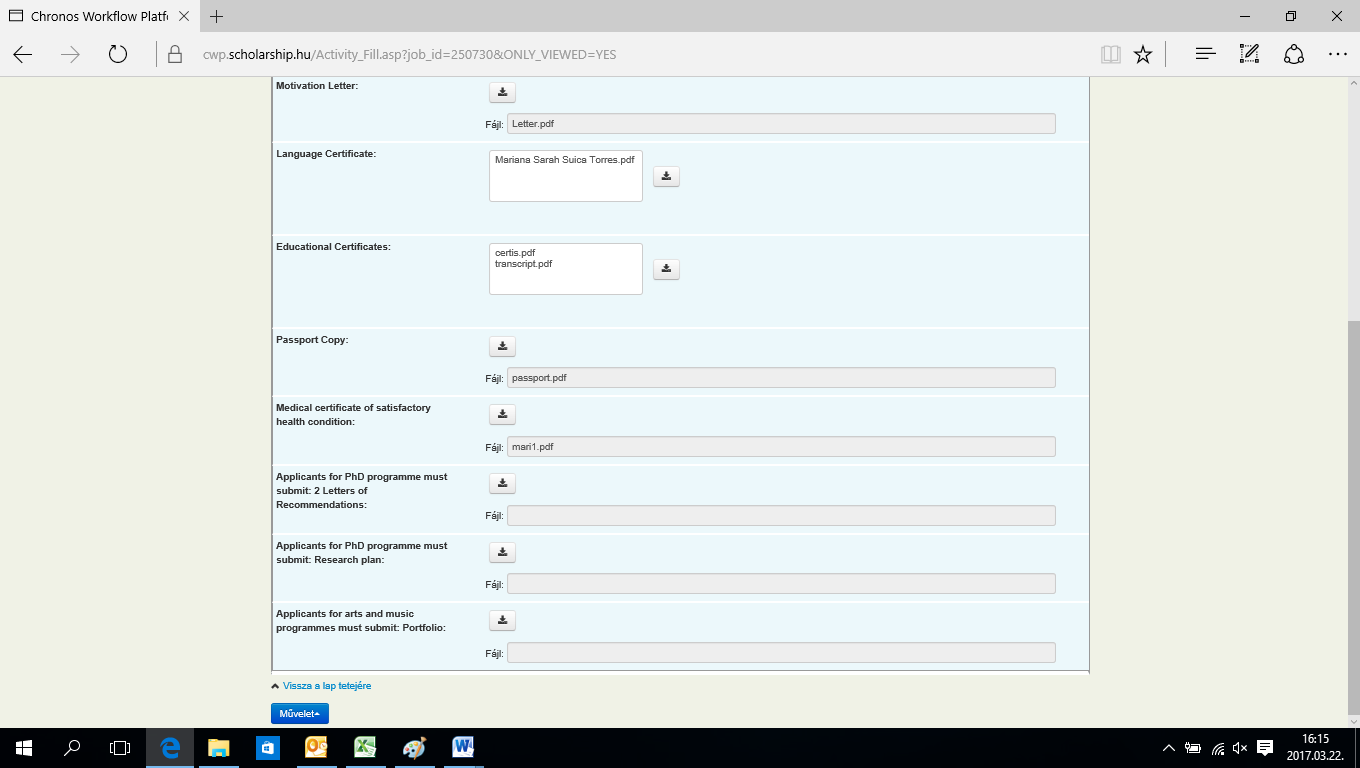 Chronos Workflow Platf
cwp.scholarship.hu/Activity_Fill.asp?job_id=250730&ONLY_VIEWED=YES
Motivation Letter:
Fájl: Letter.pdf
Language Certificate:
Mariana Sarah Suica Torres.pdf
Educational Certificates:
certis.pdf
transcript.pdf
Passport Copy:
Fájl: passport.pdf
Medical certificate of satisfactory
health condition:
Fájl: mari1.pdf
Applicants for PhD programme must
submit: 2 Letters of
Recommendations:
Fájl:
Applicants for PhD programme must
submit: Research plan:
Fájl:
Applicants for arts and music
programmes must submit: Portfolio:
Fájl:
Vissza a lap tetejére
Művelet
16:15
2017.03.22.